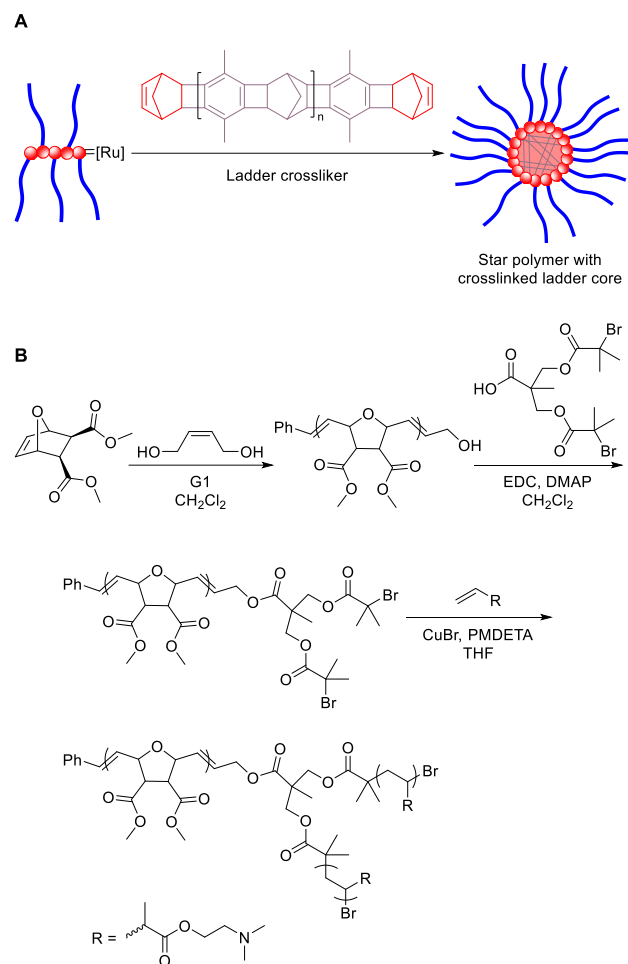 A
n
=[Ru]
Ladder crossliker
Star polymer with
crosslinked ladder core
B
O
O
O
O
O
HO
OH
G1
CH2Cl2
Ph
O
OH
O
O
O
O
Br
O
O
O
HO
O
O
Br
EDC, DMAP
CH2Cl2
Ph
O
O
O
O
O
O
O
O
O
Br
O
O
Br
R
CuBr, PMDETA
THF
Ph
O
O
O
O
O
O
O
O
O
Br
R
O
O
R
Br
R =
O
O
N